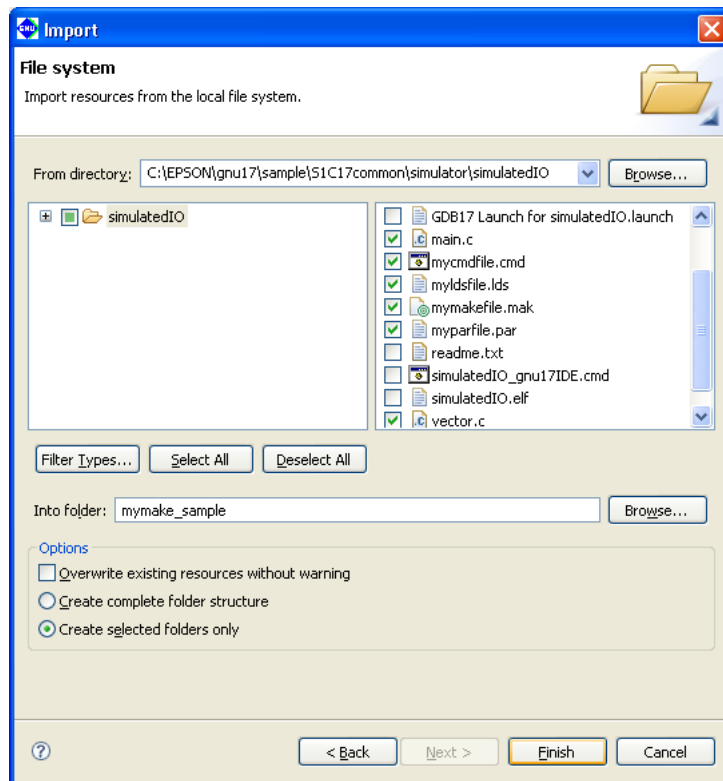 GNU Import
File system
Import resources from the local file system.
From directory: C:\EPSON\gnu17\sample\S1C17common\simulator\simulatedIO Browse...
simulatedIO
GDB17 Launch for simulatedIO.launch
main.c
mycmdfile.cmd
myldsfile.lds
mymakefile.mak
myparfile.par
readme.txt
simulatedIO_gnu17IDE.cmd
simulatedIO.elf
vector.c
Filter Types... Select All Deselect All
Into folder: mymake_sample Browse...
Options
Overwrite existing resources without warning
Create complete folder structure
Create selected folders only
? < Back Next > Finish Cancel